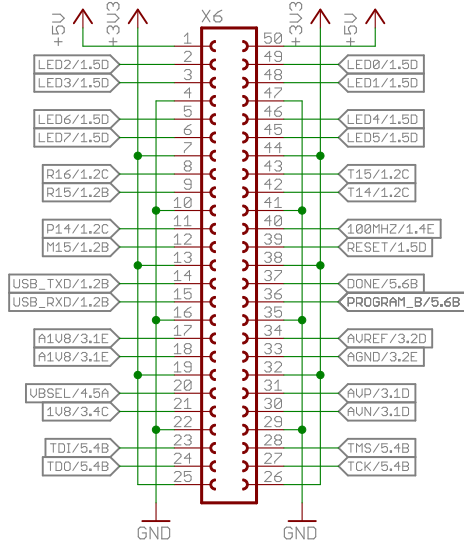 X6
+5V +3V3 +3V3 +5V
1 50
LED2/1.5D 2 49 LED0/1.5D
LED3/1.5D 3 48 LED1/1.5D
4 47
LED6/1.5D 5 46 LED4/1.5D
LED7/1.5D 6 45 LED5/1.5D
7 44
R16/1.2C 8 43 T15/1.2C
R15/1.2B 9 42 T14/1.2C
10 41
P14/1.2C 11 40 100MHZ/1.4E
M15/1.2B 12 39 RESET/1.5D
13 38
USB_TXD/1.2B 14 37 DONE/5.6B
USB_RXD/1.2B 15 36 PROGRAM_B/5.6B
16 35
A1V8/3.1E 17 34 AVREF/3.2D
A1V8/3.1E 18 33 AGND/3.2E
19 32
VBSEL/4.5A 20 31 AVP/3.1D
1V8/3.4C 21 30 AVN/3.1D
22 29
TDI/5.4B 23 28 TMS/5.4B
TDO/5.4B 24 27 TCK/5.4B
25 26
GND GND